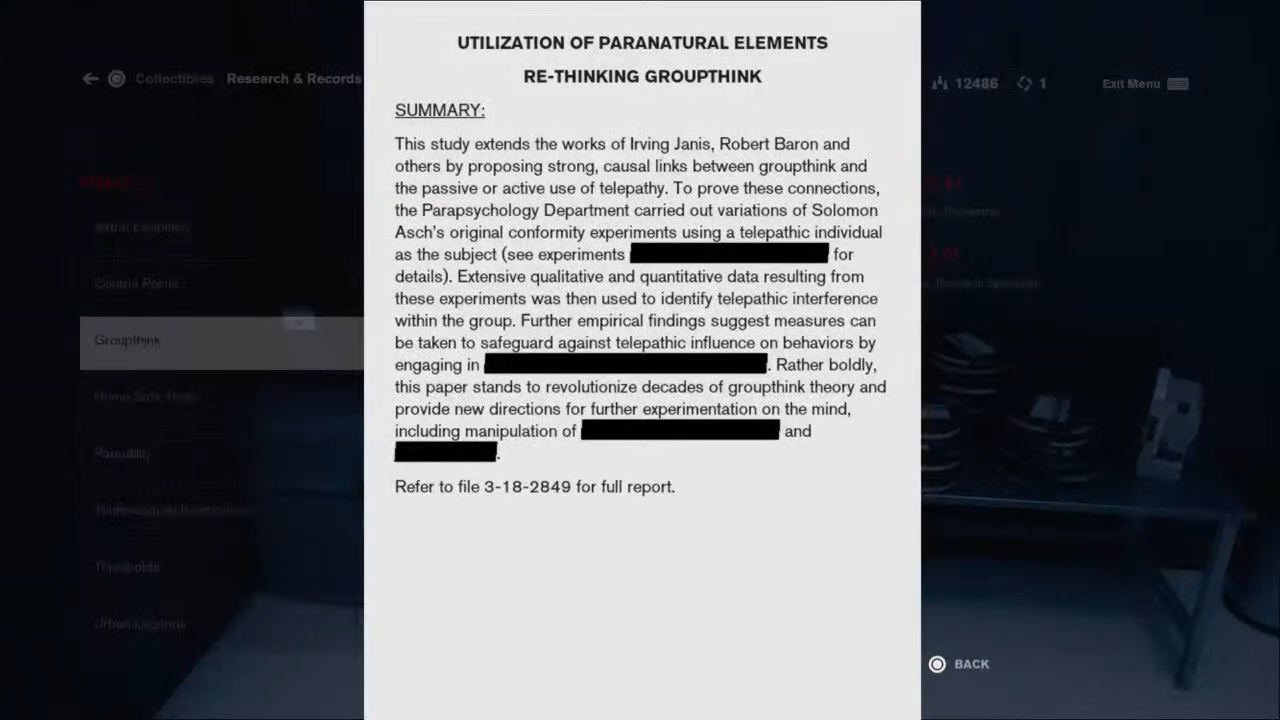 UTILIZATION OF PARANATURAL ELEMENTS
RE-THINKING GROUPTHINK
SUMMARY:
This study extends the works of Irving Janis, Robert Baron and
others by proposing strong, causal links between groupthink and
the passive or active use of telepathy. To prove these connections,
the Parapsychology Department carried out variations of Solomon
Asch's original conformity experiments using a telepathic individual
as the subject (see experiments for
details). Extensive qualitative and quantitative data resulting from
these experiments was then used to identify telepathic interference
within the group. Further empirical findings suggest measures can
be taken to safeguard against telepathic influence on behaviors by
engaging in . Rather boldly,
this paper stands to revolutionize decades of groupthink theory and
provide new directions for further experimentation on the mind,
including manipulation of and
.
Refer to file 3-18-2849 for full report.
Collectibles Research & Records
Groupthink
Thresholds
Urban Legends
12486 1 Exit Menu
BACK